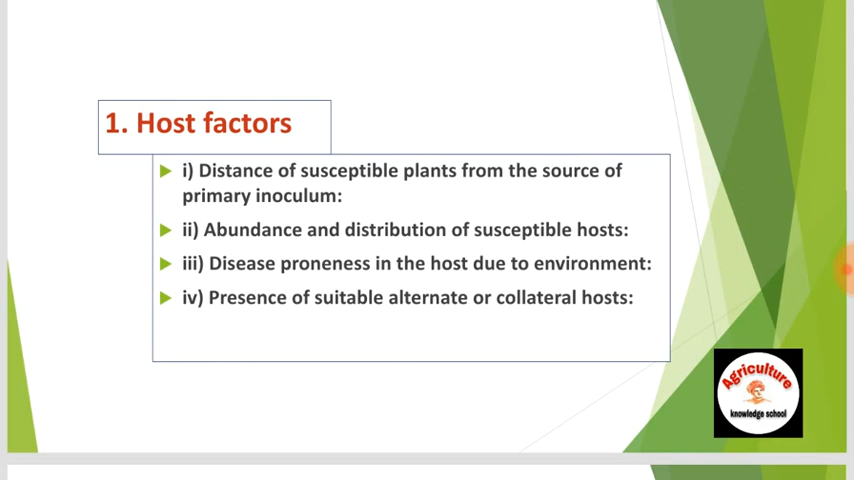 1. Host factors
i) Distance of susceptible plants from the source of
primary inoculum:
ii) Abundance and distribution of susceptible hosts:
iii) Disease proneness in the host due to environment:
iv) Presence of suitable alternate or collateral hosts:
Agriculture
knowledge school